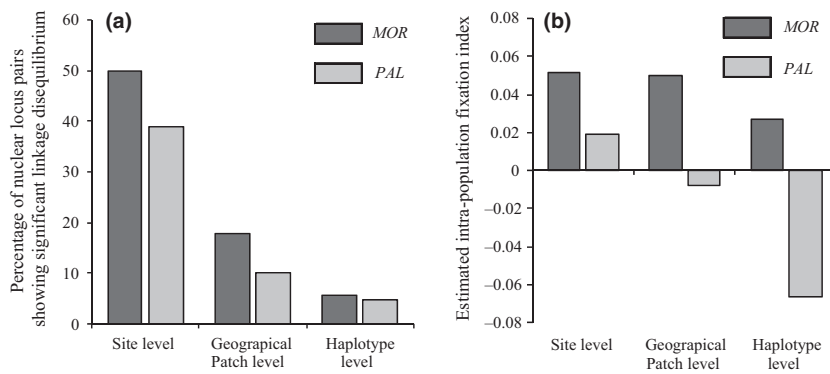 (a)
MOR
PAL
Percentage of nuclear locus pairs
showing significant linkage disequilibrium
60
50
40
30
20
10
0
Site level
Geograpical
Patch level
Haplotype
level
(b)
MOR
PAL
Estimated intra-population fixation index
0.08
0.06
0.04
0.02
0
–0.02
–0.04
–0.06
–0.08
Site level
Geograpical
Patch level
Haplotype
level